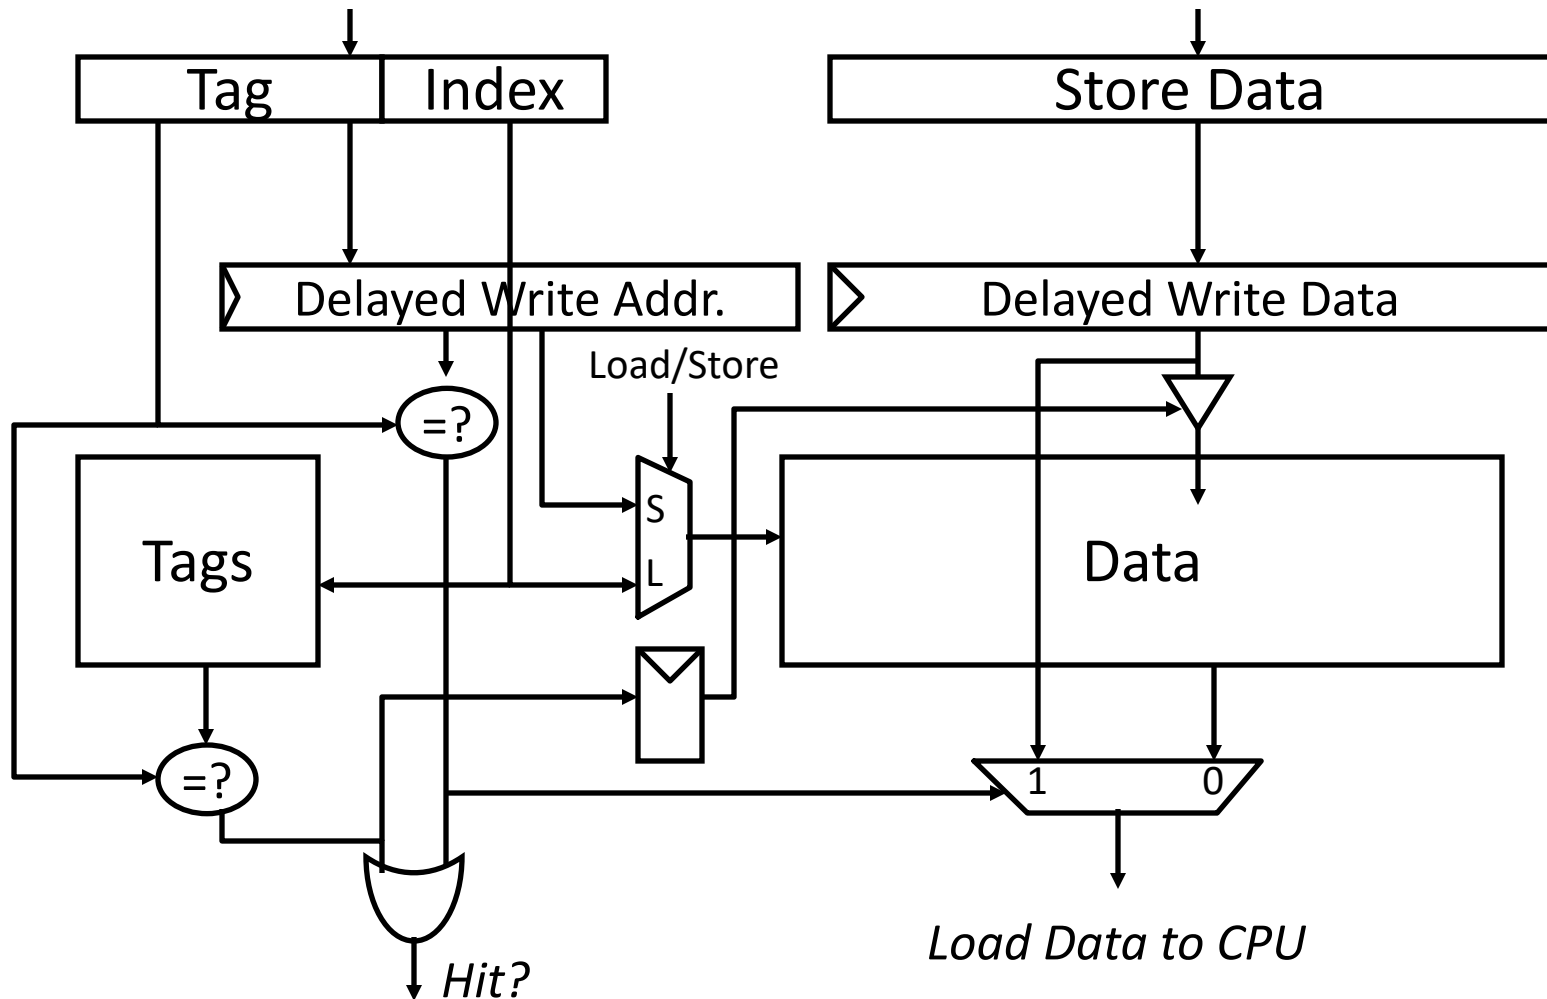 Tag
Index
Store Data
Delayed Write Addr.
Delayed Write Data
Load/Store
=?
S
Tags
L
Data
=?
1
0
Load Data to CPU
Hit?